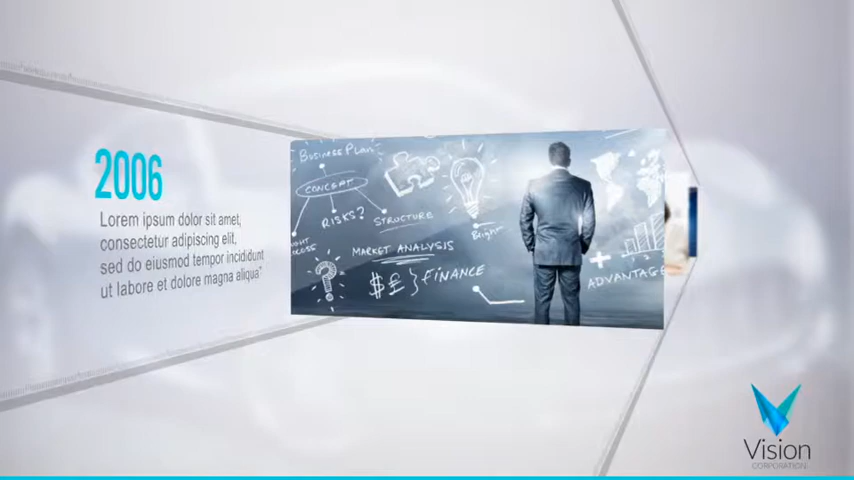 2006
Lorem ipsum dolor sit amet,
consectetur adipiscing elit,
sed do eiusmod tempor incididunt
ut labore et dolore magna aliqua"
BUSINESS PLAN
CONCEPT
RISKS?
STRUCTURE
Bright
MARKET ANALYSIS
$£} FINANCE
+
ADVANTAGE
Vision
CORPORATION